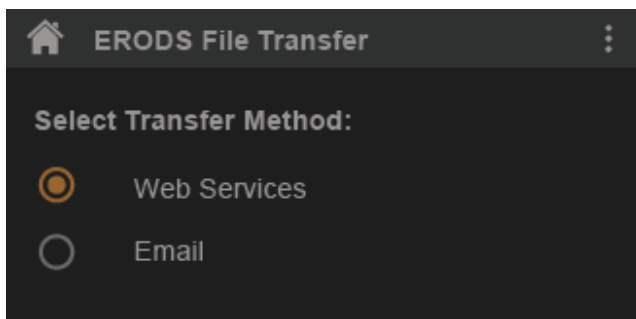 ERODS File Transfer
Select Transfer Method:
Web Services
Email